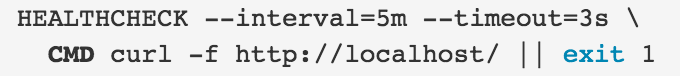 HEALTHCHECK --interval=5m --timeout=3s \
CMD curl -f http://localhost/ || exit 1